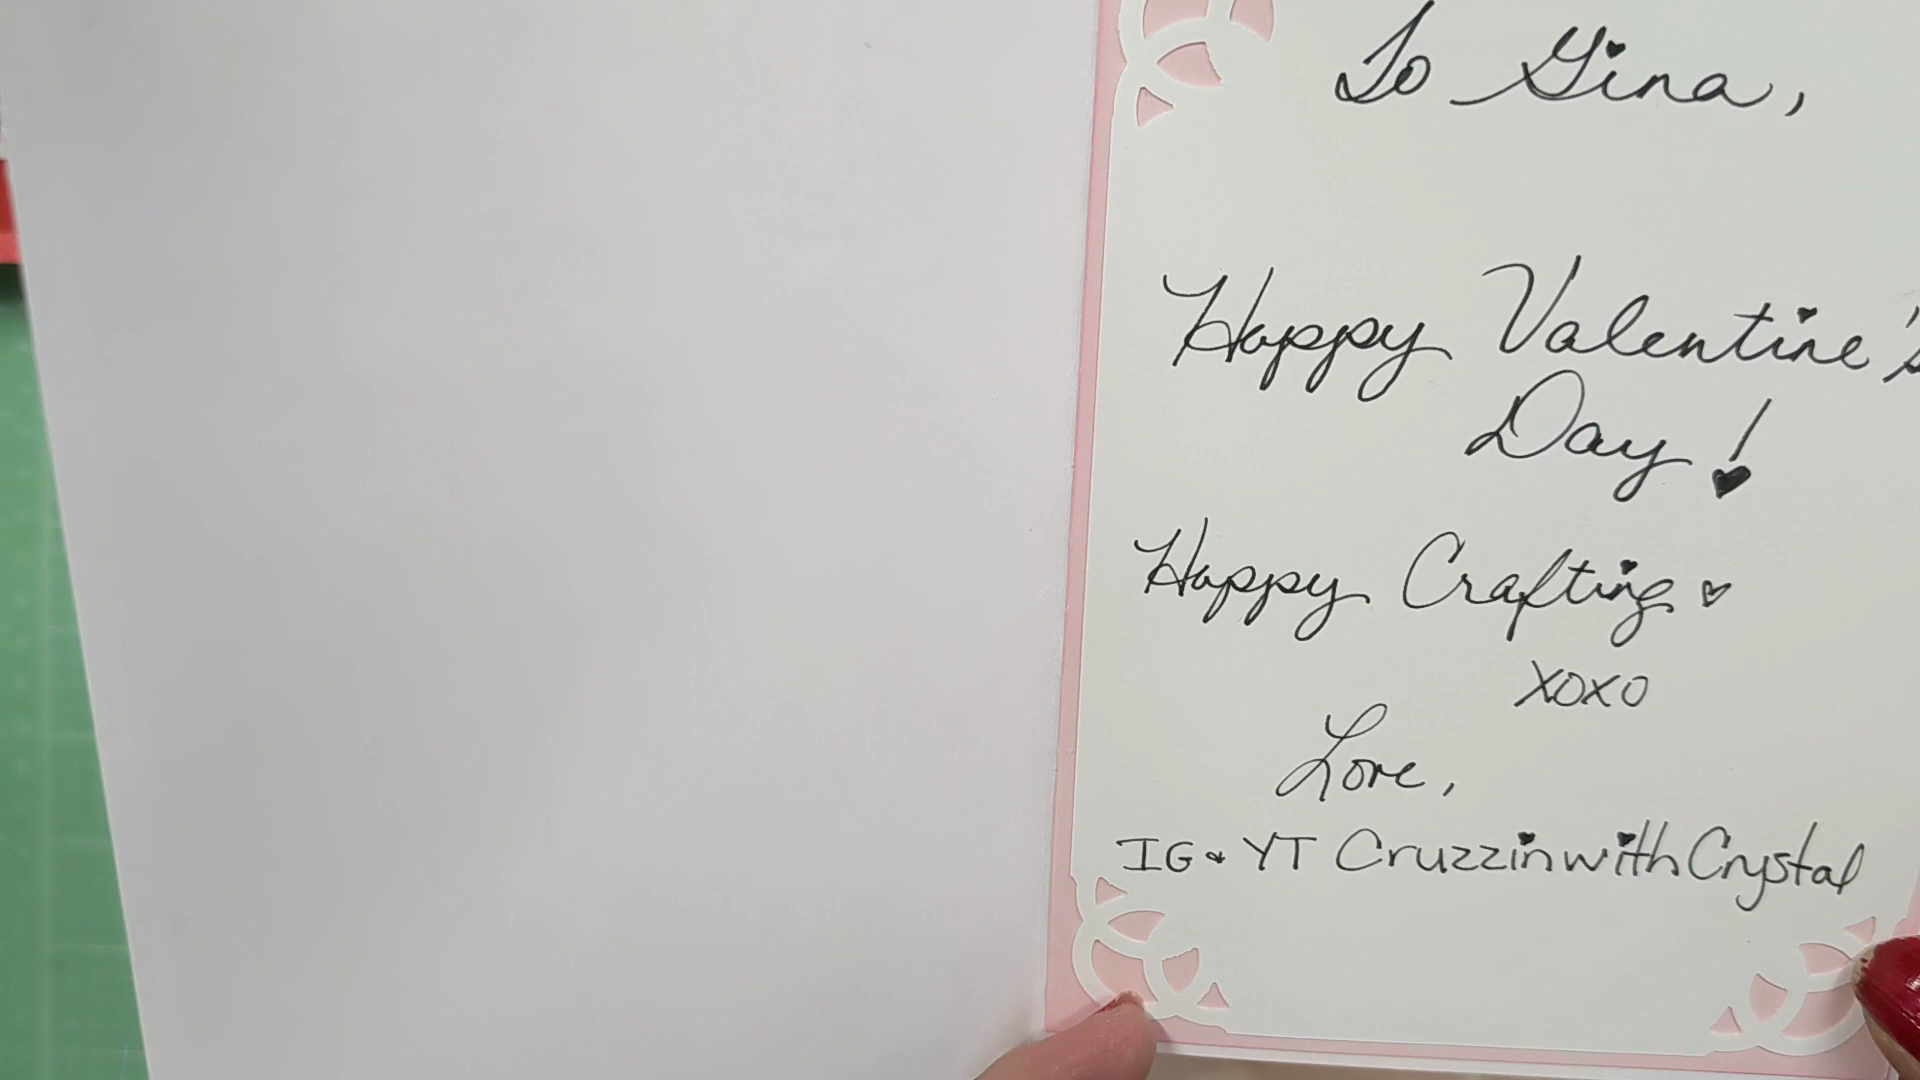 To Gina,
Happy Valentine's
Day!
Happy Crafting
XOXO
Love,
IG & YT CruzzinwithCrystal